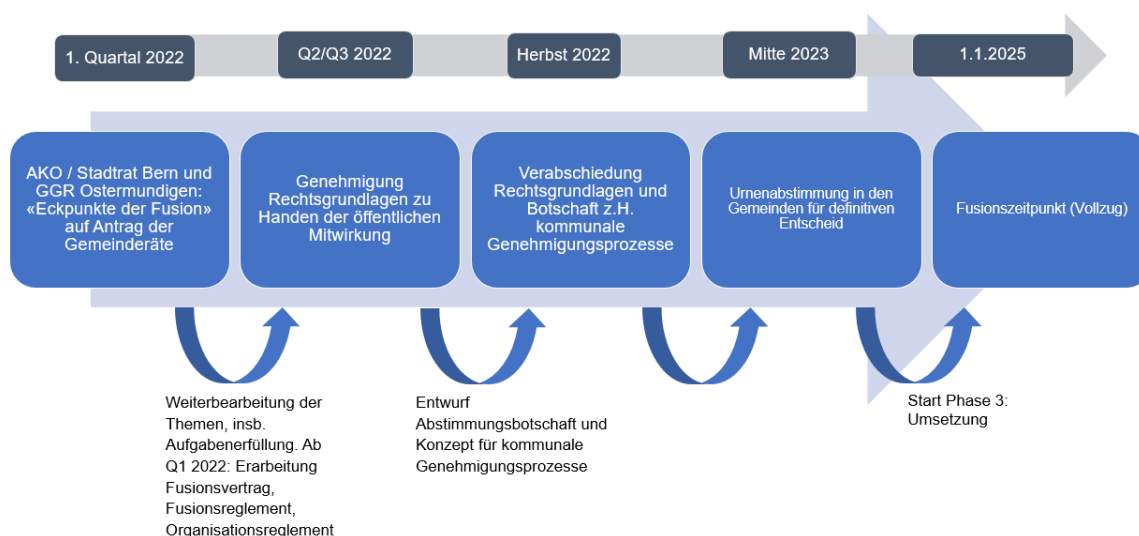 1. Quartal 2022
Q2/Q3 2022
Herbst 2022
Mitte 2023
1.1.2025
AKO / Stadtrat Bern und
GGR Ostermundigen:
«Eckpunkte der Fusion»
auf Antrag der
Gemeinderäte
Genehmigung
Rechtsgrundlagen zu
Handen der öffentlichen
Mitwirkung
Verabschiedung
Rechtsgrundlagen und
Botschaft z.H.
kommunale
Genehmigungsprozesse
Urnenabstimmung in den
Gemeinden für definitiven
Entscheid
Fusionszeitpunkt (Vollzug)
Weiterbearbeitung der
Themen, insb.
Aufgabenerfüllung. Ab
Q1 2022: Erarbeitung
Fusionsvertrag,
Fusionsreglement,
Organisationsreglement
Entwurf
Abstimmungsbotschaft und
Konzept für kommunale
Genehmigungsprozesse
Start Phase 3:
Umsetzung